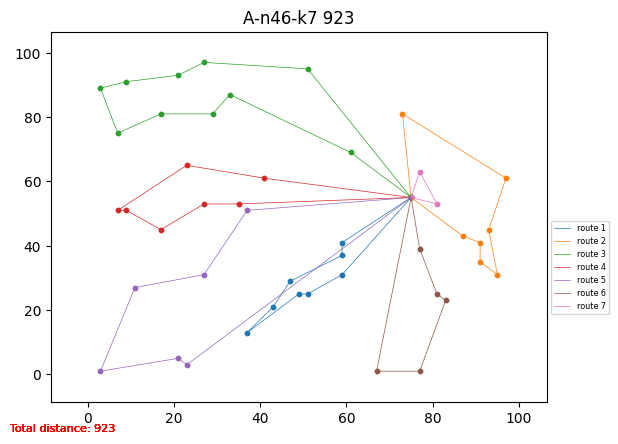 A-n46-k7 923
100
80
60
40
20
0
0 20 40 60 80 100
route 1
route 2
route 3
route 4
route 5
route 6
route 7
Total distance: 923